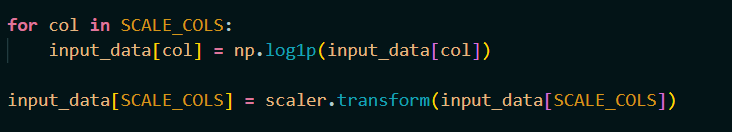 for col in SCALE_COLS:
    input_data[col] = np.log1p(input_data[col])
input_data[SCALE_COLS] = scaler.transform(input_data[SCALE_COLS])